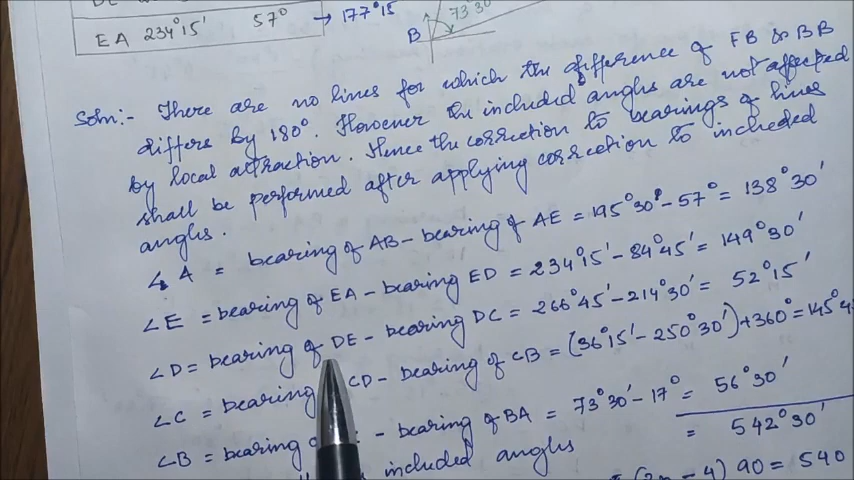 EA 234°15' 57° → 177°15
B 73°30'
Soln:- There are no lines for which the difference of FB & BB
differs by 180°. However the included angles are not affected
by local attraction. Hence the correction to bearings of lines
shall be performed after applying correction to included
angles.
∠A = bearing of AB - bearing of AE = 195°30' - 57° = 138°30'
∠E = bearing of EA - bearing ED = 234°15' - 84°45' = 149°30'
∠D = bearing of DE - bearing DC = 266°45' - 214°30' = 52°15'
∠C = bearing CD - bearing of CB = (36°15' - 250°30') + 360° = 145°4
∠B = bearing - bearing of BA = 73°30' - 17° = 56°30'
= 542°30'
included angles
4) 90 = 540